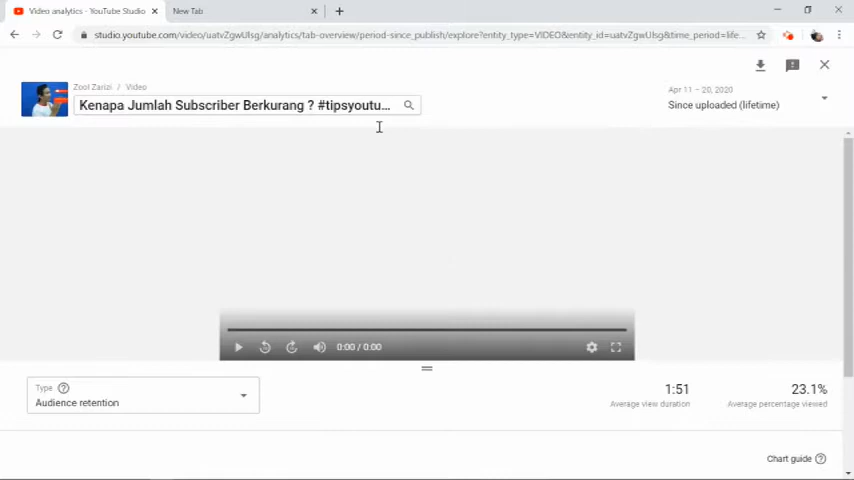 Video analytics - YouTube Studio
New Tab
studio.youtube.com/video/uatvZgwUlsg/analytics/tab-overview/period-since_publish/explore?entity_type=VIDEO&entity_id=uatvZgwUlsg&time_period=life...
Zool Zarizi / Video
Kenapa Jumlah Subscriber Berkurang ? #tipsyoutu...
Apr 11 – 20, 2020
Since uploaded (lifetime)
0:00 / 0:00
Type
Audience retention
1:51
Average view duration
23.1%
Average percentage viewed
Chart guide